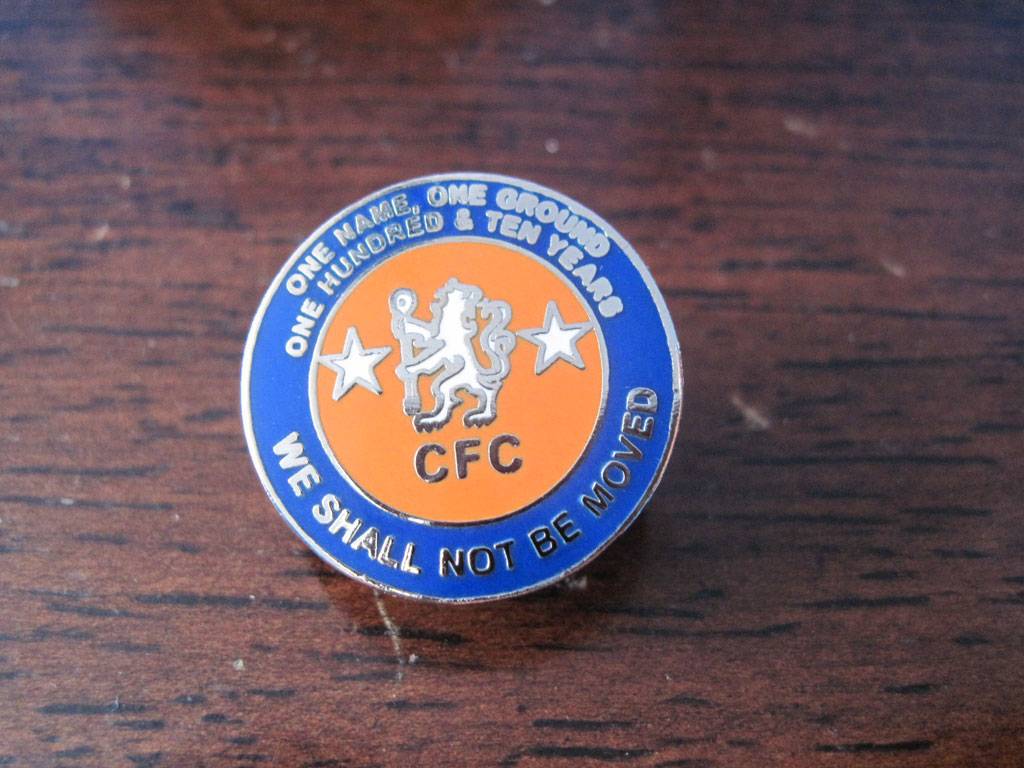 ONE NAME, ONE GROUND
ONE HUNDRED & TEN YEARS
CFC
WE SHALL NOT BE MOVED